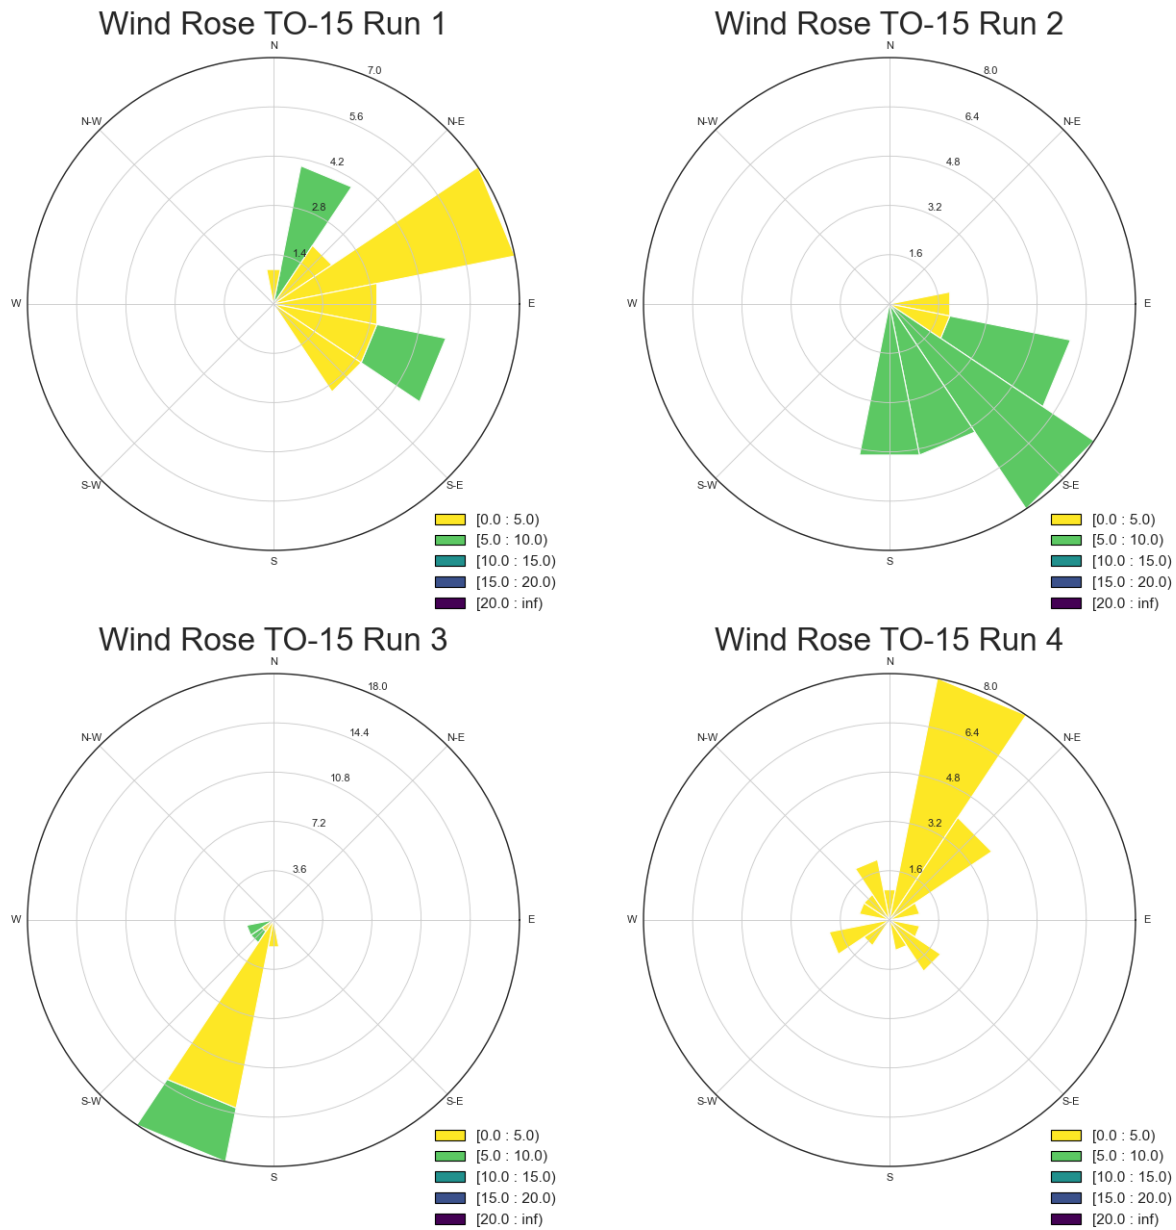 Wind Rose TO-15 Run 1
N
7.0
N-W
5.6
N-E
4.2
2.8
1.4
W
E
S-W
S-E
S
[0.0 : 5.0)
[5.0 : 10.0)
[10.0 : 15.0)
[15.0 : 20.0)
[20.0 : inf)
Wind Rose TO-15 Run 2
N
8.0
N-W
6.4
N-E
4.8
3.2
1.6
W
E
S-W
S-E
S
[0.0 : 5.0)
[5.0 : 10.0)
[10.0 : 15.0)
[15.0 : 20.0)
[20.0 : inf)
Wind Rose TO-15 Run 3
N
18.0
N-W
14.4
N-E
10.8
7.2
3.6
W
E
S-W
S-E
S
[0.0 : 5.0)
[5.0 : 10.0)
[10.0 : 15.0)
[15.0 : 20.0)
[20.0 : inf)
Wind Rose TO-15 Run 4
N
8.0
N-W
6.4
N-E
4.8
3.2
1.6
W
E
S-W
S-E
S
[0.0 : 5.0)
[5.0 : 10.0)
[10.0 : 15.0)
[15.0 : 20.0)
[20.0 : inf)